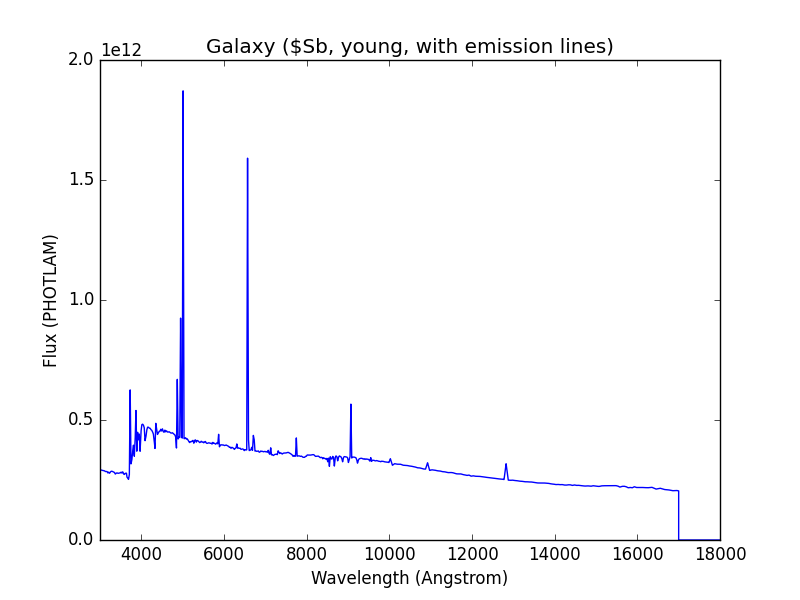 Galaxy ($Sb, young, with emission lines)
1e12
2.0
1.5
1.0
0.5
0.0
Flux (PHOTLAM)
4000 6000 8000 10000 12000 14000 16000 18000
Wavelength (Angstrom)